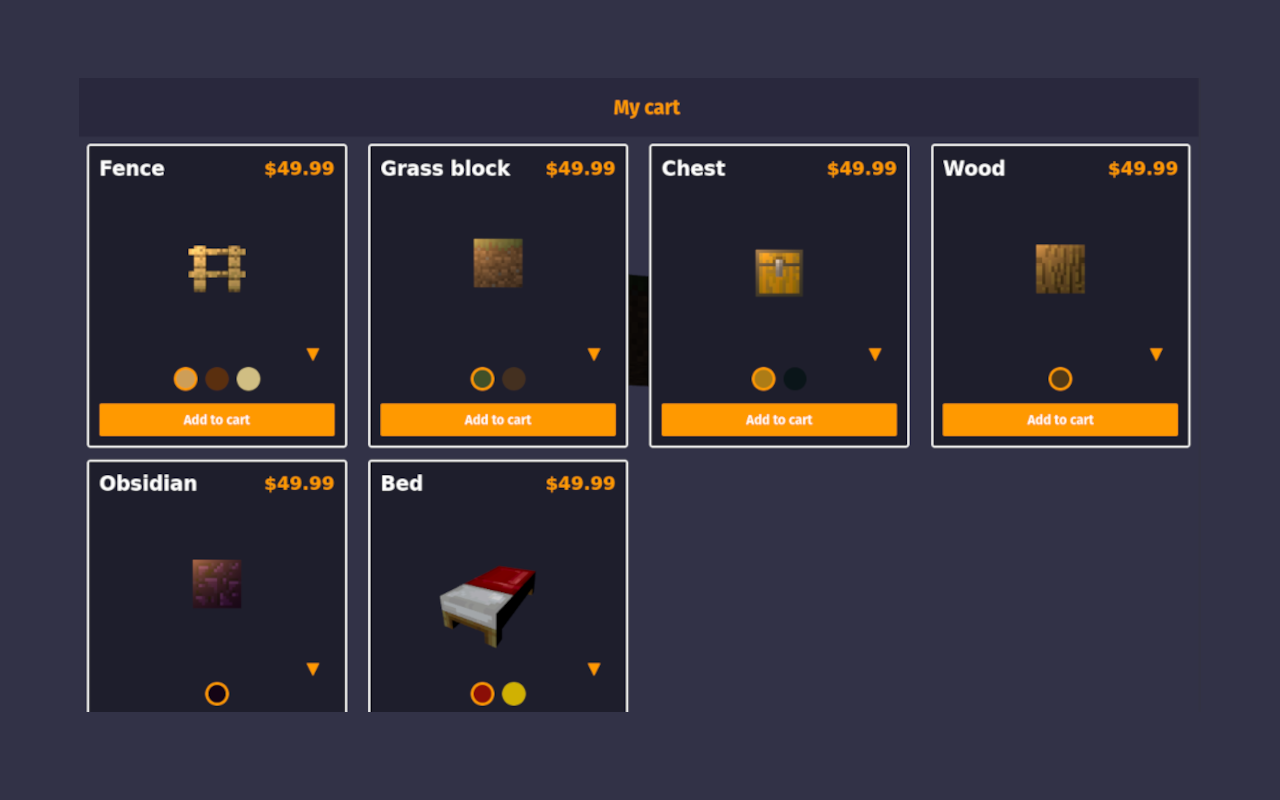 My cart
Fence $49.99
Add to cart
Grass block $49.99
Add to cart
Chest $49.99
Add to cart
Wood $49.99
Add to cart
Obsidian $49.99
Bed $49.99